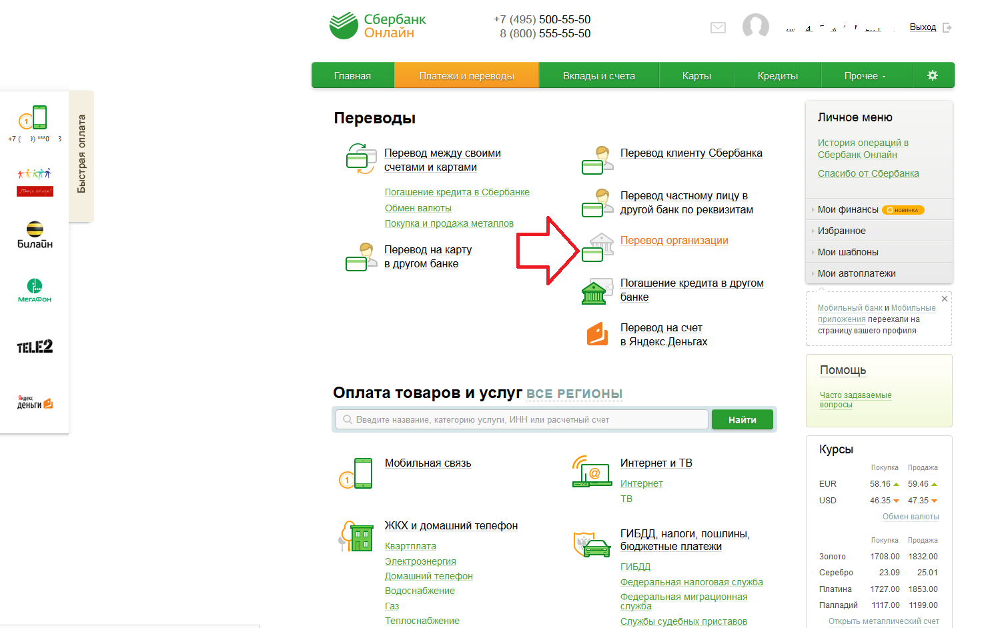 Сбербанк
Онлайн
+7 (495) 500-55-50
8 (800) 555-55-50
Выход
Главная
Платежи и переводы
Вклады и счета
Карты
Кредиты
Прочее
Быстрая оплата
Билайн
МЕГАФОН
TELE2
Яндекс
деньги
Переводы
Перевод между своими
счетами и картами
Погашение кредита в Сбербанке
Обмен валюты
Покупка и продажа металлов
Перевод на карту
в другом банке
Перевод клиенту Сбербанка
Перевод частному лицу в
другой банк по реквизитам
Перевод организации
Погашение кредита в другом
банке
Перевод на счет
в Яндекс.Деньгах
Оплата товаров и услуг ВСЕ РЕГИОНЫ
Введите название, категорию услуги, ИНН или расчетный счет
Найти
Мобильная связь
Интернет и ТВ
Интернет
ТВ
ЖКХ и домашний телефон
Квартплата
Электроэнергия
Домашний телефон
Водоснабжение
Газ
Теплоснабжение
ГИБДД, налоги, пошлины,
бюджетные платежи
ГИБДД
Федеральная налоговая служба
Федеральная миграционная
служба
Службы судебных приставов
Личное меню
История операций в
Сбербанк Онлайн
Спасибо от Сбербанка
Мои финансы НОВИНКА
Избранное
Мои шаблоны
Мои автоплатежи
Мобильный банк и Мобильные
приложения переехали на
страницу вашего профиля
Помощь
Часто задаваемые
вопросы
Курсы
Покупка Продажа
EUR 58.16 59.46
USD 46.35 47.35
Обмен валюты
Покупка Продажа
Золото 1708.00 1832.00
Серебро 23.09 25.01
Платина 1727.00 1853.00
Палладий 1117.00 1199.00
Открыть металлический счет